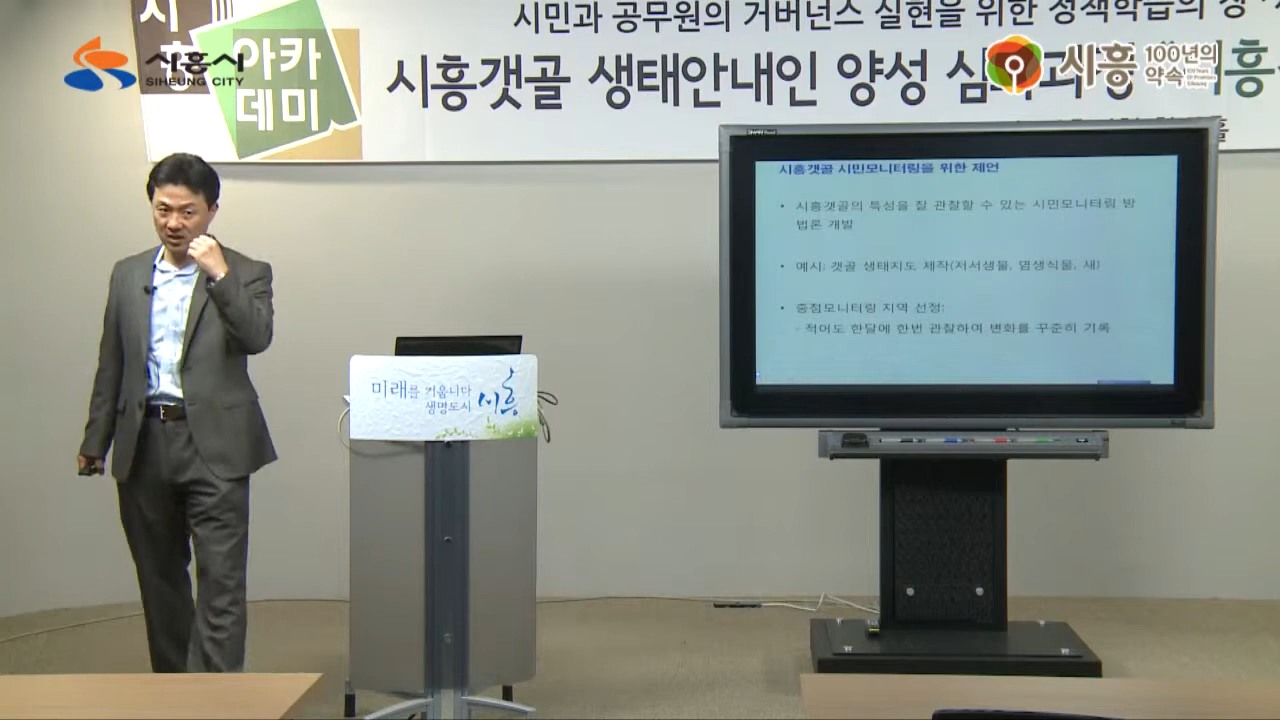 시민과 공무원의 거버넌스 실현을 위한 정책학습의 장
시흥
아카
데미
시흥시
SIHEUNG CITY
시흥갯골 생태안내인 양성
시흥 100년의
약속
시흥갯골 시민모니터링을 위한 제언
• 시흥갯골의 특성을 잘 관찰할 수 있는 시민모니터링 방
법론 개발
• 예시: 갯골 생태지도 제작(저서생물, 염생식물, 새)
• 중점모니터링 지역 선정:
- 적어도 한달에 한번 관찰하여 변화를 꾸준히 기록
미래를 키웁니다
생명도시 시흥